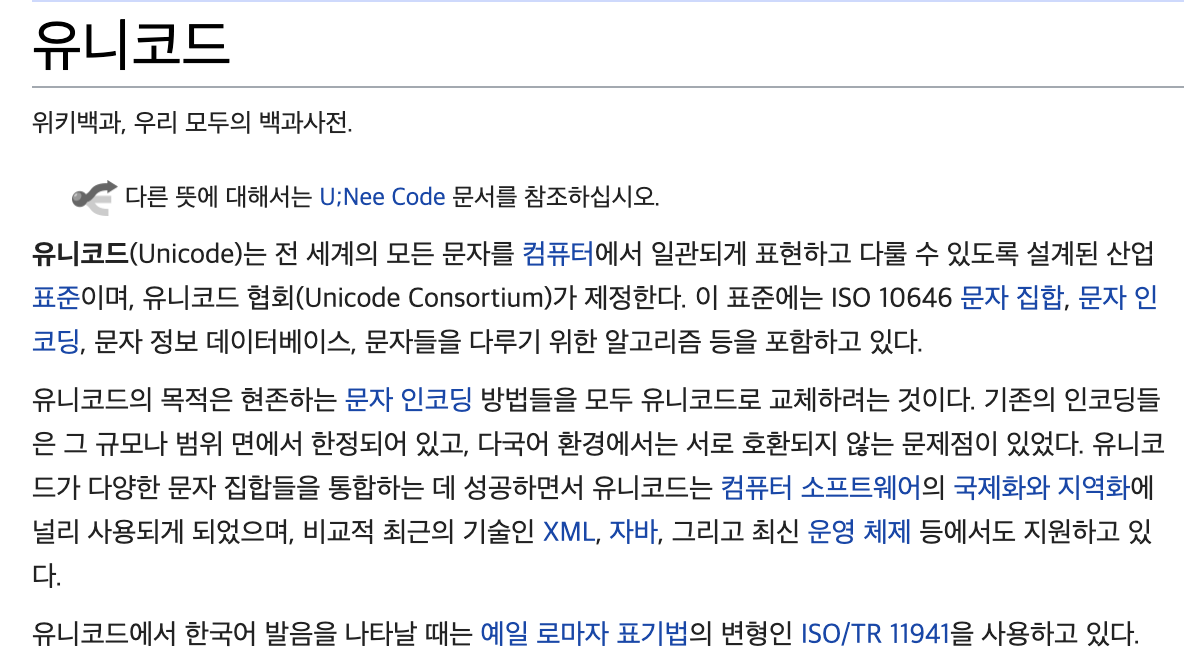 유니코드
위키백과, 우리 모두의 백과사전.
다른 뜻에 대해서는 U;Nee Code 문서를 참조하십시오.
유니코드(Unicode)는 전 세계의 모든 문자를 컴퓨터에서 일관되게 표현하고 다룰 수 있도록 설계된 산업
표준이며, 유니코드 협회(Unicode Consortium)가 제정한다. 이 표준에는 ISO 10646 문자 집합, 문자 인
코딩, 문자 정보 데이터베이스, 문자들을 다루기 위한 알고리즘 등을 포함하고 있다.
유니코드의 목적은 현존하는 문자 인코딩 방법들을 모두 유니코드로 교체하려는 것이다. 기존의 인코딩들
은 그 규모나 범위 면에서 한정되어 있고, 다국어 환경에서는 서로 호환되지 않는 문제점이 있었다. 유니코
드가 다양한 문자 집합들을 통합하는 데 성공하면서 유니코드는 컴퓨터 소프트웨어의 국제화와 지역화에
널리 사용되게 되었으며, 비교적 최근의 기술인 XML, 자바, 그리고 최신 운영 체제 등에서도 지원하고 있
다.
유니코드에서 한국어 발음을 나타날 때는 예일 로마자 표기법의 변형인 ISO/TR 11941을 사용하고 있다.